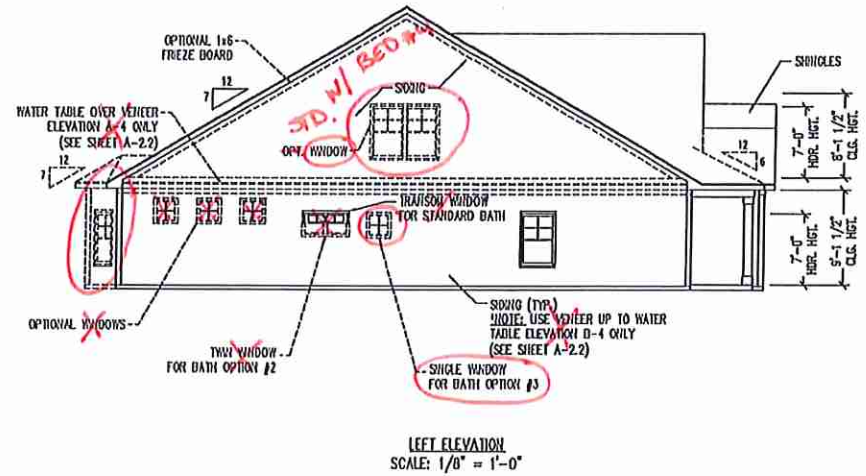 OPTIONAL 1x6
FRIEZE BOARD
12
7
WATER TABLE OVER VENEER
ELEVATION A-4 ONLY
(SEE SHEET A-2.2)
12
7
STD. W/ BED #4
SIDING
OPT. WINDOW
SHINGLES
12
6
7'-0"
HDR. HGT.
8'-1 1/2"
CLG. HGT.
TRANSOM WINDOW
FOR STANDARD BATH
7'-0"
HDR. HGT.
9'-1 1/2"
CLG. HGT.
OPTIONAL WINDOWS
TWIN WINDOW
FOR BATH OPTION #2
SINGLE WINDOW
FOR BATH OPTION #3
SIDING (TYP.)
NOTE: USE VENEER UP TO WATER
TABLE ELEVATION B-4 ONLY
(SEE SHEET A-2.2)
LEFT ELEVATION
SCALE: 1/8" = 1'-0"